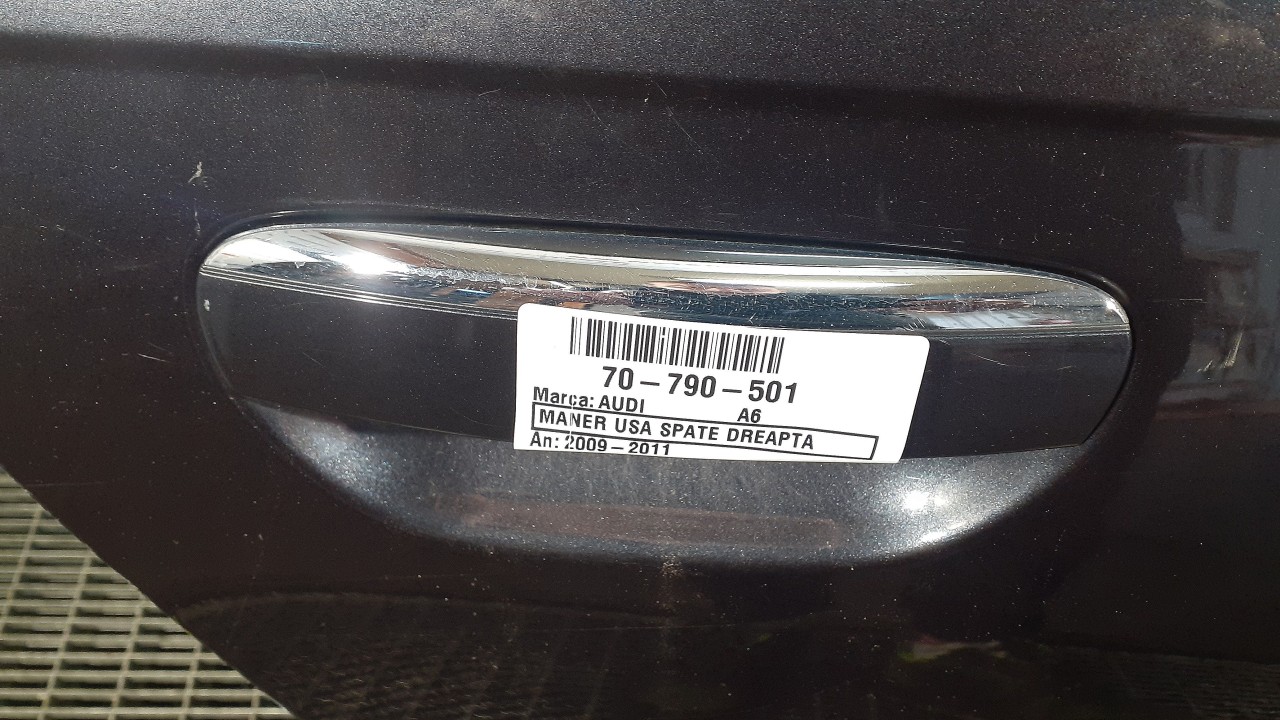 70-790-501
Marca: AUDI A6
MANER USA SPATE DREAPTA
An: 2009-2011